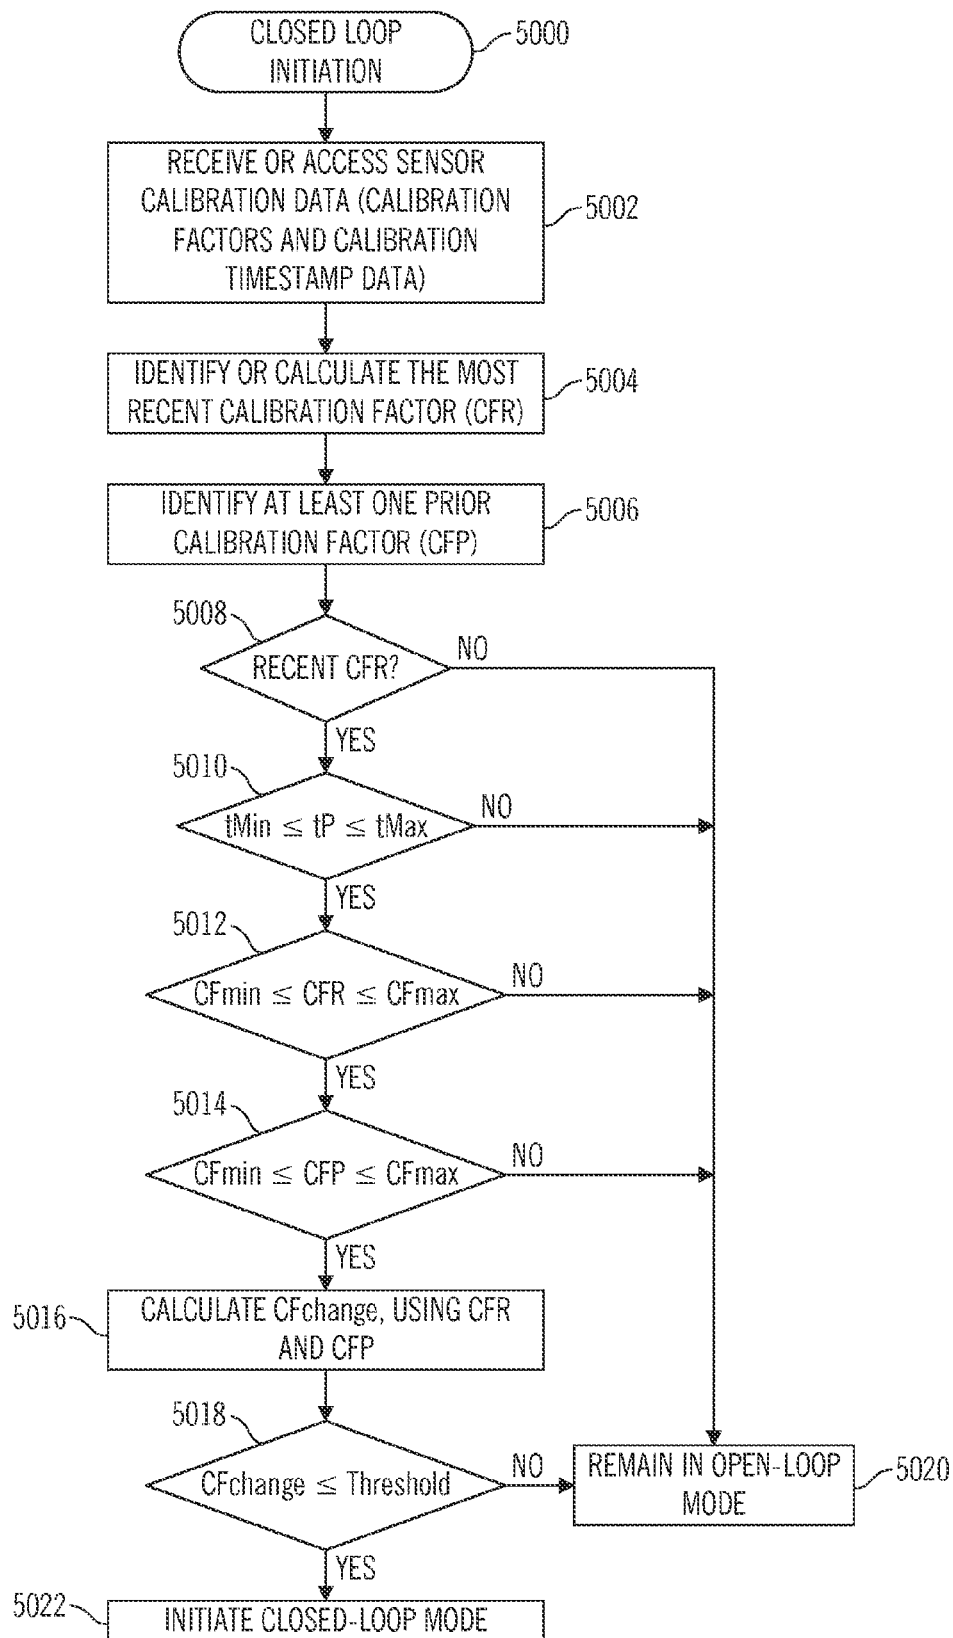 CLOSED LOOP
INITIATION
5000
RECEIVE OR ACCESS SENSOR
CALIBRATION DATA (CALIBRATION
FACTORS AND CALIBRATION
TIMESTAMP DATA)
5002
IDENTIFY OR CALCULATE THE MOST
RECENT CALIBRATION FACTOR (CFR)
5004
IDENTIFY AT LEAST ONE PRIOR
CALIBRATION FACTOR (CFP)
5006
5008
RECENT CFR?
NO
YES
5010
tMin ≤ tP ≤ tMax
NO
YES
5012
CFmin ≤ CFR ≤ CFmax
NO
YES
5014
CFmin ≤ CFP ≤ CFmax
NO
YES
5016
CALCULATE CFchange, USING CFR
AND CFP
5018
CFchange ≤ Threshold
NO
REMAIN IN OPEN-LOOP
MODE
5020
YES
5022
INITIATE CLOSED-LOOP MODE